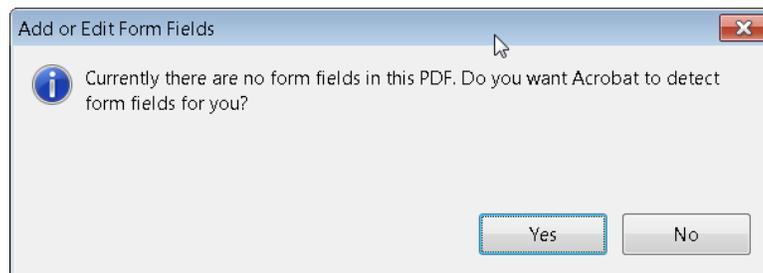 Add or Edit Form Fields
Currently there are no form fields in this PDF. Do you want Acrobat to detect
form fields for you?
Yes
No